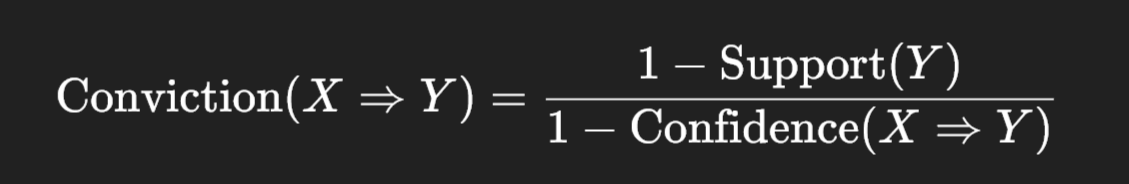 Conviction(X ⇒ Y) = 1 − Support(Y) / 1 − Confidence(X ⇒ Y)